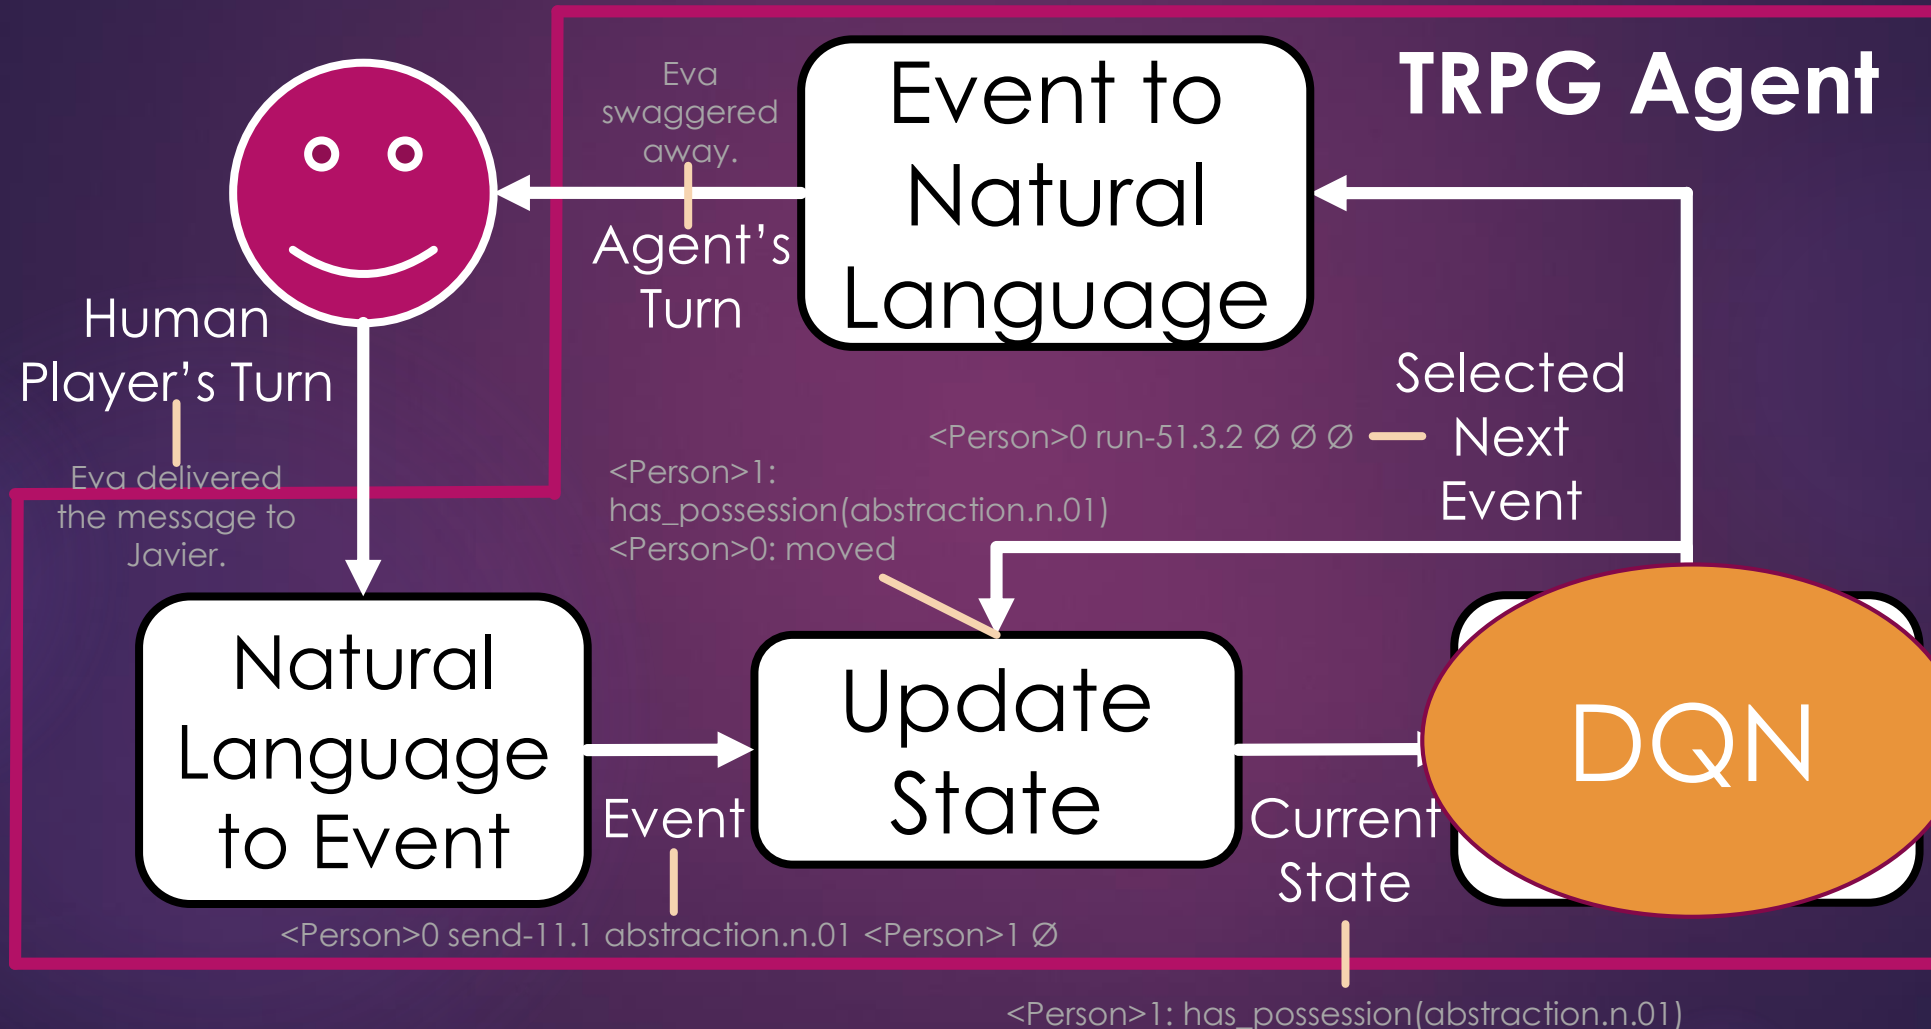 TRPG Agent
Eva
swaggered
away.
Event to
Natural
Language
Agent's
Turn
Human
Player's Turn
Eva delivered
the message to
Javier.
Selected
Next
Event
<Person>0 run-51.3.2 Ø Ø Ø
<Person>1:
has_possession(abstraction.n.01)
<Person>0: moved
Natural
Language
to Event
Event
<Person>0 send-11.1 abstraction.n.01 <Person>1 Ø
Update
State
Current
State
<Person>1: has_possession(abstraction.n.01)
DQN